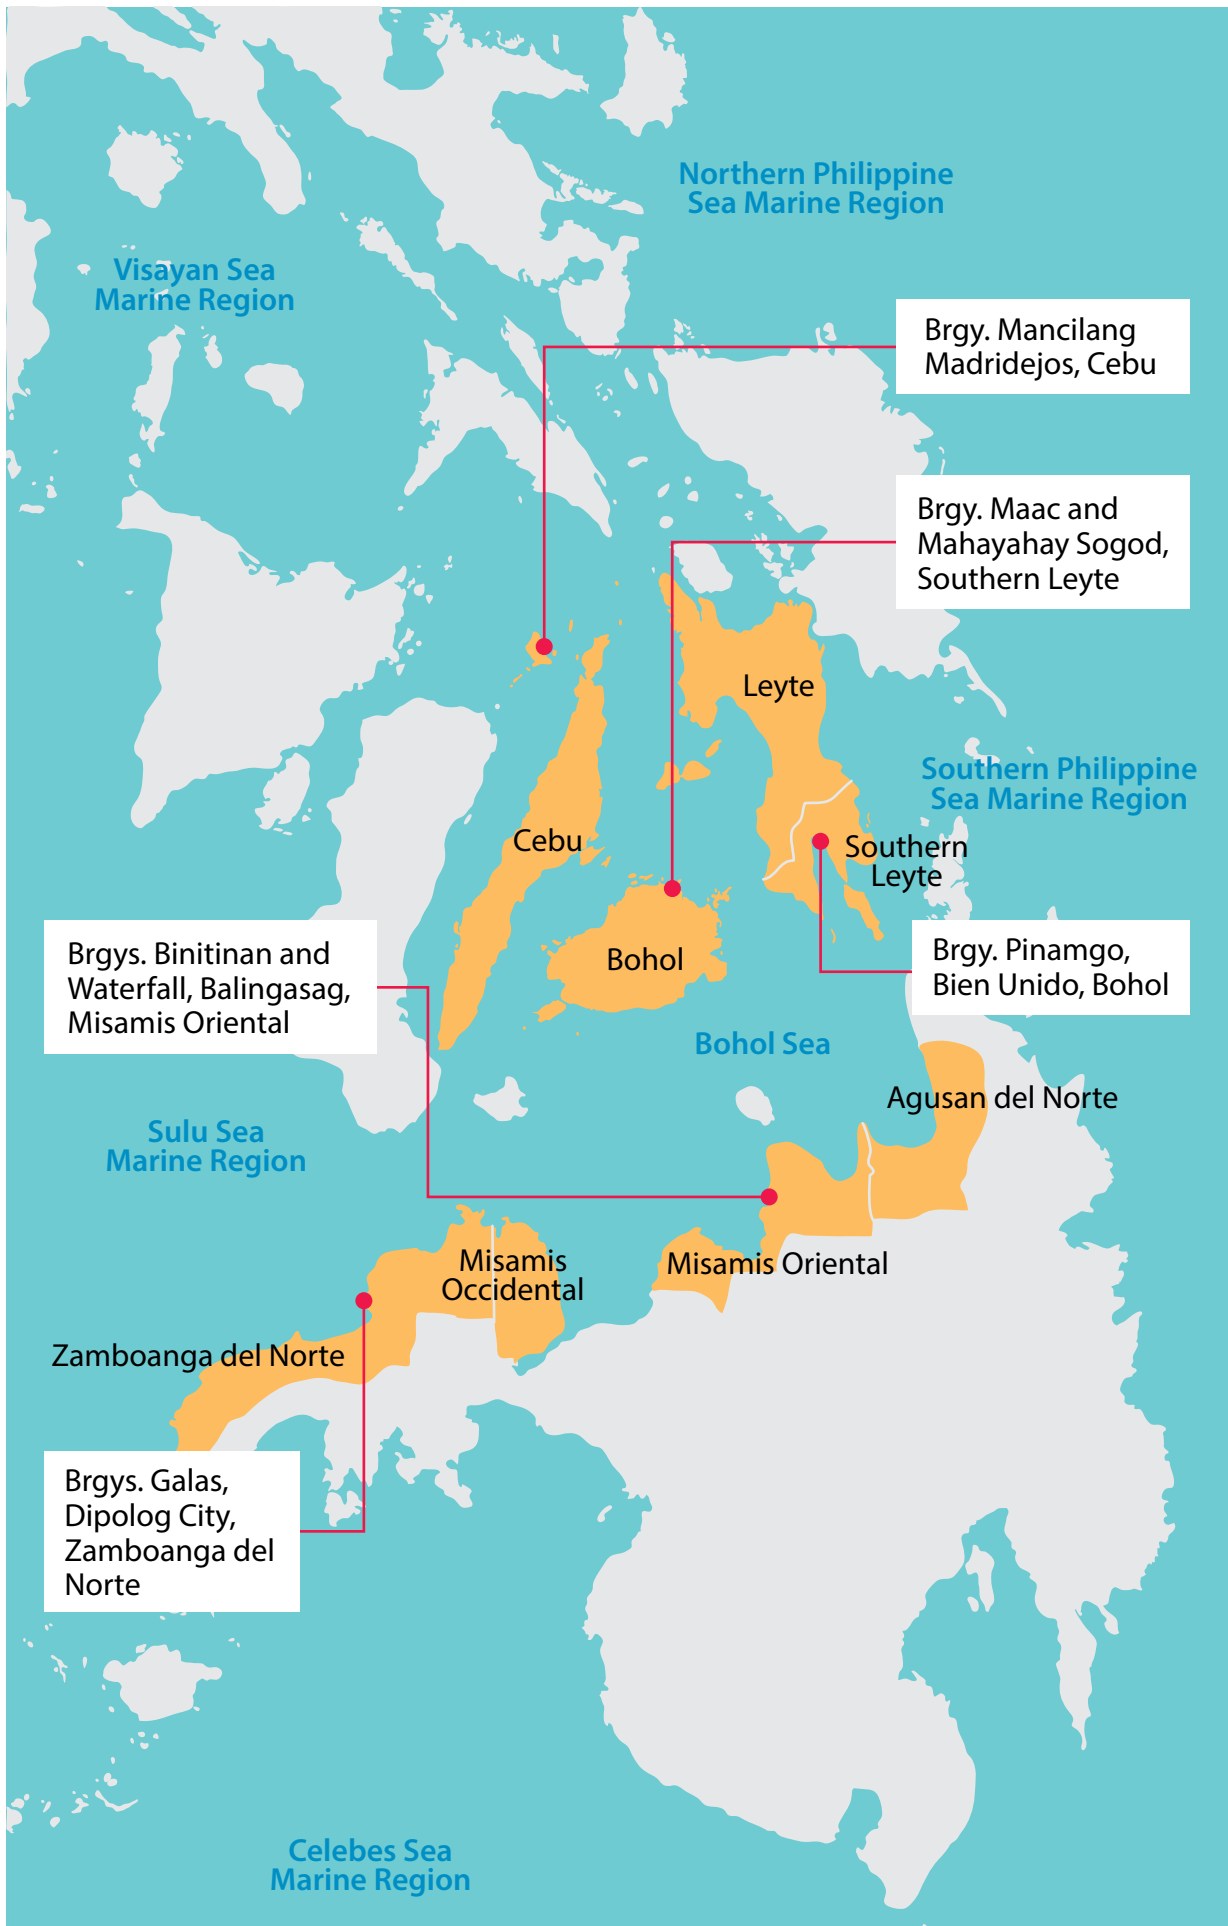 Northern Philippine
Sea Marine Region
Visayan Sea
Marine Region
Brgy. Mancilang
Madridejos, Cebu
Brgy. Maac and
Mahayahay Sogod,
Southern Leyte
Leyte
Southern Philippine
Sea Marine Region
Cebu
Southern
Leyte
Brgys. Binitinan and
Waterfall, Balingasag,
Misamis Oriental
Bohol
Brgy. Pinamgo,
Bien Unido, Bohol
Bohol Sea
Agusan del Norte
Sulu Sea
Marine Region
Misamis
Occidental
Misamis Oriental
Zamboanga del Norte
Brgys. Galas,
Dipolog City,
Zamboanga del
Norte
Celebes Sea
Marine Region